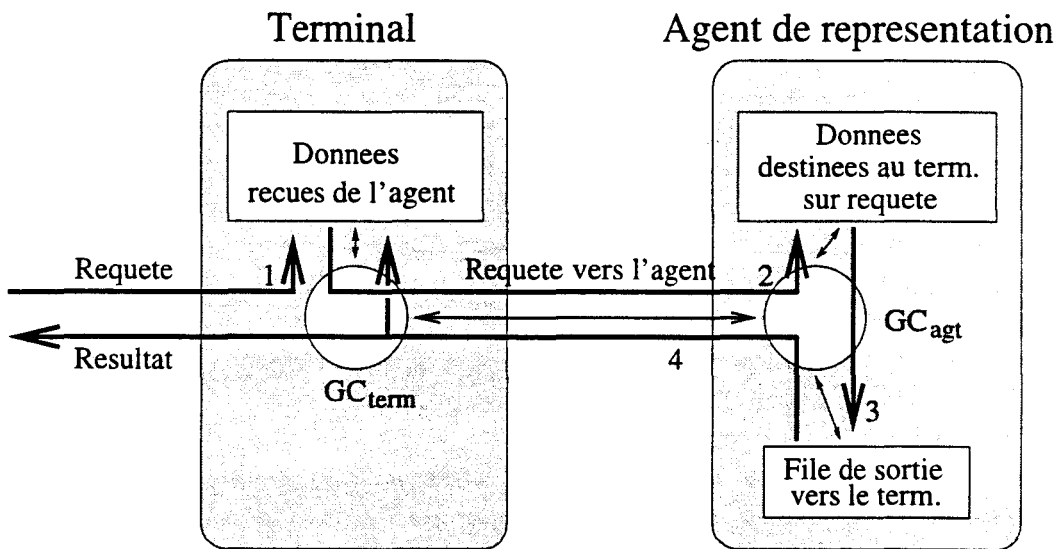 Terminal
Agent de representation
Donnees
recues de l'agent
Donnees
destinees au term.
sur requete
Requete
1
Requete vers l'agent
2
GCagt
Resultat
4
GCterm
3
File de sortie
vers le term.